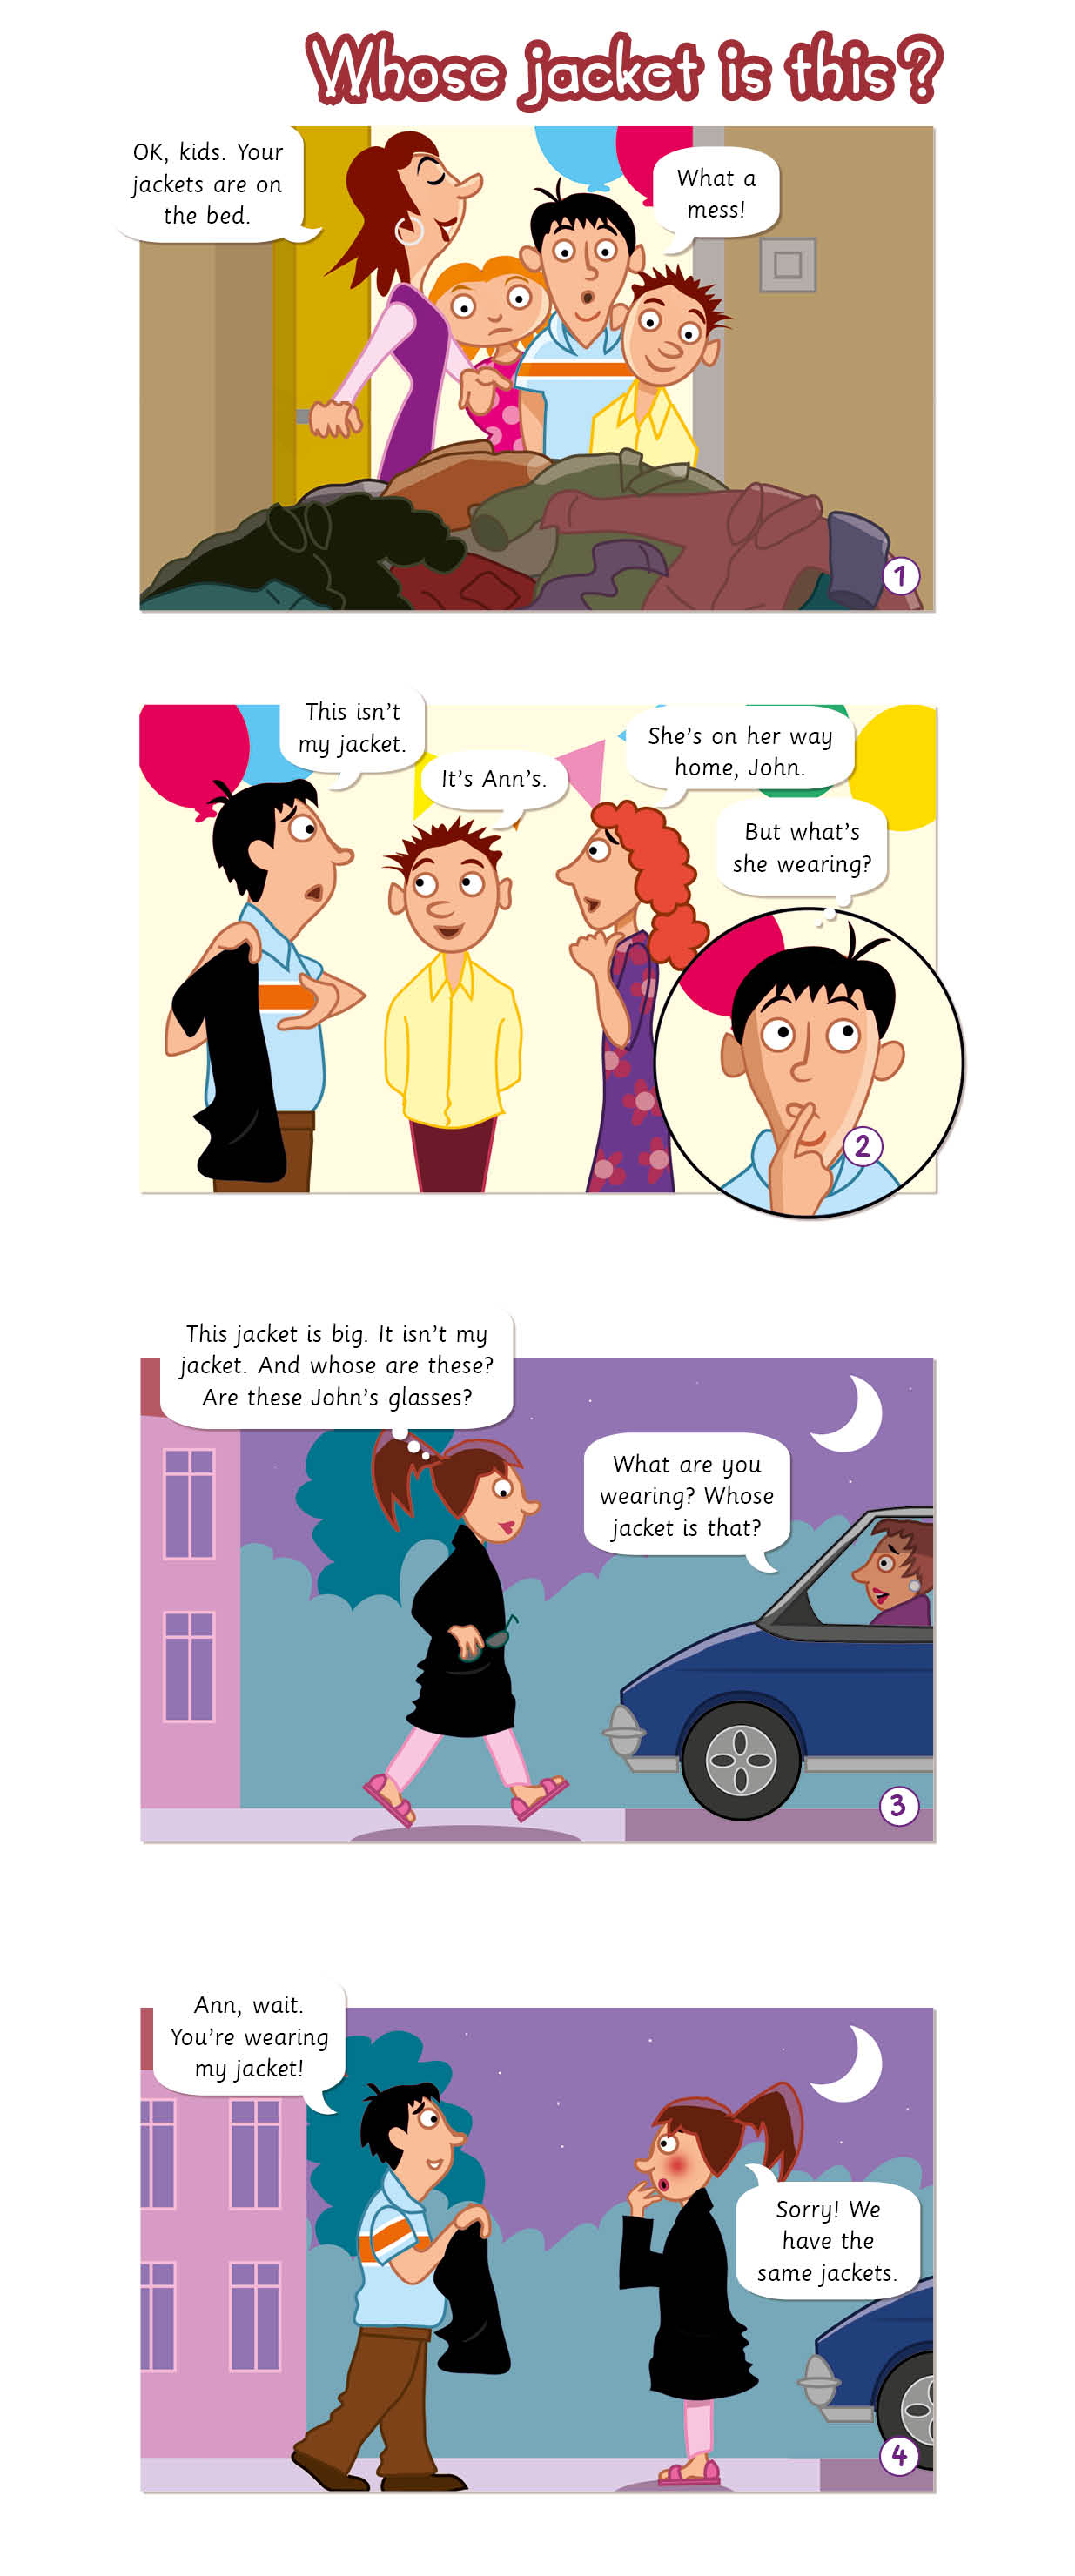 Whose jacket is this?
OK, kids. Your
jackets are on
the bed.
What a
mess!
1
This isn't
my jacket.
It's Ann's.
She's on her way
home, John.
But what's
she wearing?
2
This jacket is big. It isn't my
jacket. And whose are these?
Are these John's glasses?
What are you
wearing? Whose
jacket is that?
3
Ann, wait.
You're wearing
my jacket!
Sorry! We
have the
same jackets.
4